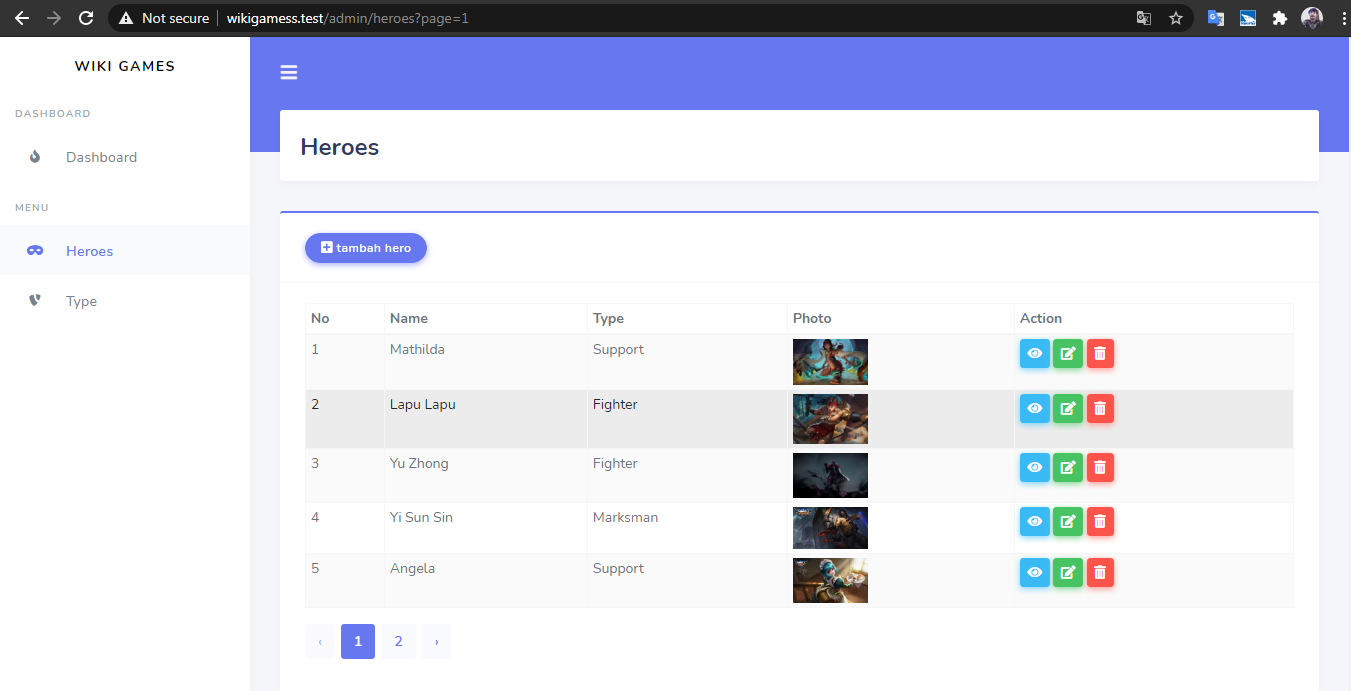 Not secure | wikigamess.test/admin/heroes?page=1
WIKI GAMES
DASHBOARD
Dashboard
MENU
Heroes
Type
Heroes
tambah hero
No Name Type Photo Action
1 Mathilda Support
2 Lapu Lapu Fighter
3 Yu Zhong Fighter
4 Yi Sun Sin Marksman
5 Angela Support
‹ 1 2 ›